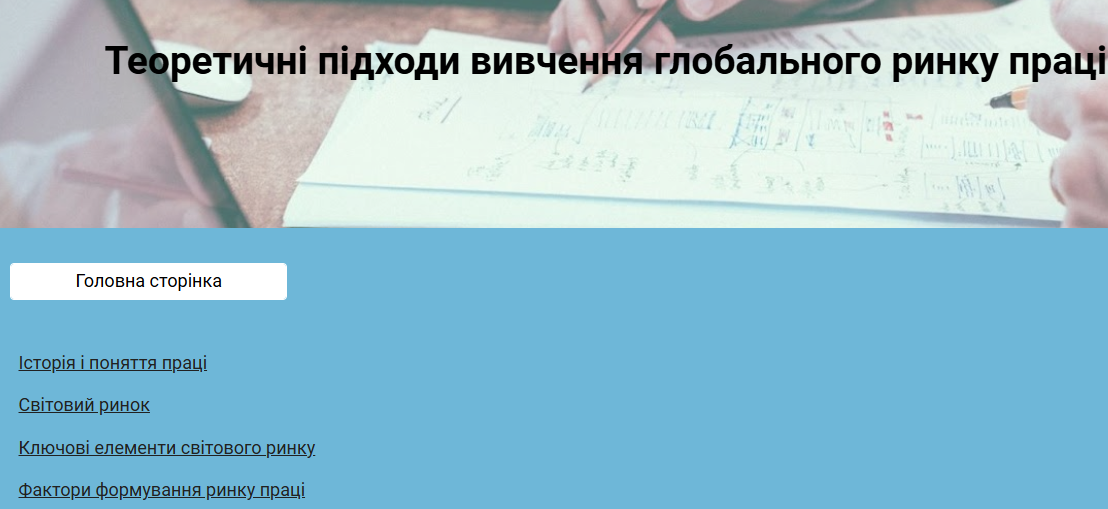 Теоретичні підходи вивчення глобального ринку праці
Головна сторінка
Історія і поняття праці
Світовий ринок
Ключові елементи світового ринку
Фактори формування ринку праці